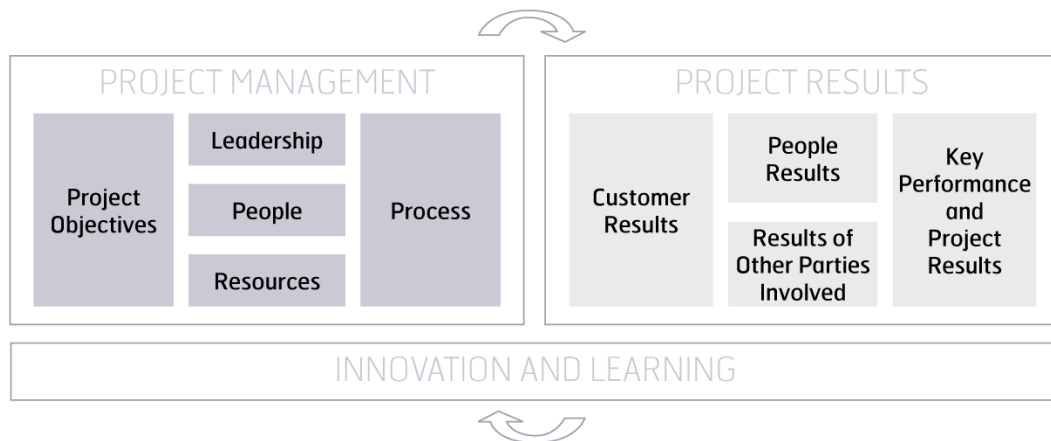 PROJECT MANAGEMENT
Project
Objectives
Leadership
People
Resources
Process
PROJECT RESULTS
Customer
Results
People
Results
Results of
Other Parties
Involved
Key
Performance
and
Project
Results
INNOVATION AND LEARNING